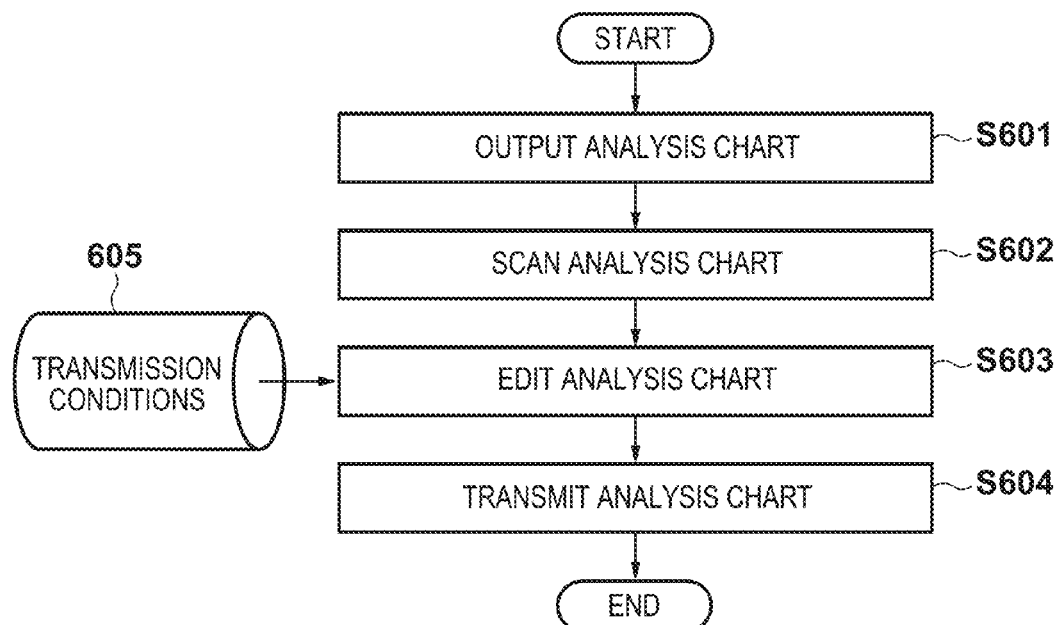 START
OUTPUT ANALYSIS CHART
S601
SCAN ANALYSIS CHART
S602
605
TRANSMISSION
CONDITIONS
EDIT ANALYSIS CHART
S603
TRANSMIT ANALYSIS CHART
S604
END